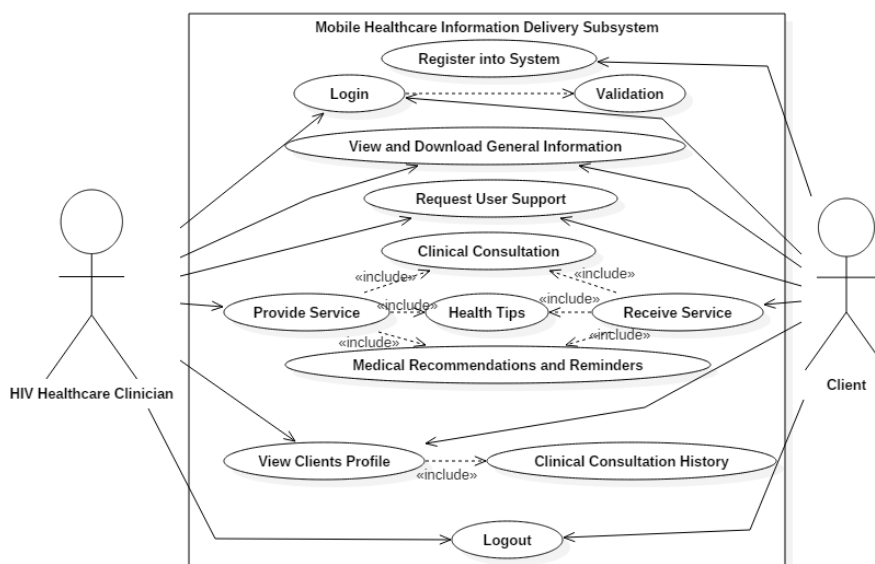 Mobile Healthcare Information Delivery Subsystem
Register into System
Login
Validation
View and Download General Information
Request User Support
Clinical Consultation
«include»
«include»
Provide Service
«include»
Health Tips
«include»
Receive Service
«include»
«include»
Medical Recommendations and Reminders
HIV Healthcare Clinician
Client
View Clients Profile
«include»
Clinical Consultation History
Logout